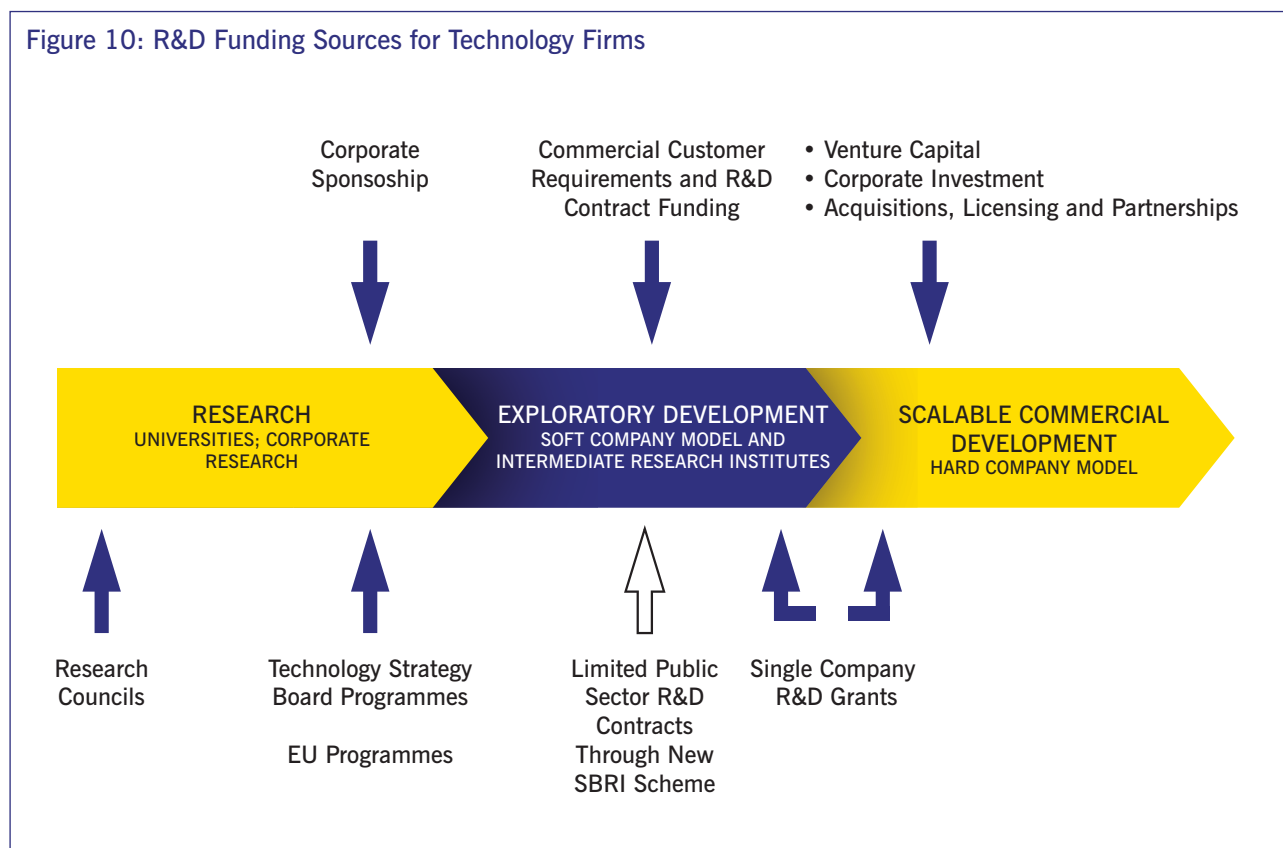 Figure 10: R&D Funding Sources for Technology Firms
Corporate
Sponsoship
Commercial Customer
Requirements and R&D
Contract Funding
• Venture Capital
• Corporate Investment
• Acquisitions, Licensing and Partnerships
RESEARCH
UNIVERSITIES; CORPORATE
RESEARCH
EXPLORATORY DEVELOPMENT
SOFT COMPANY MODEL AND
INTERMEDIATE RESEARCH INSTITUTES
SCALABLE COMMERCIAL
DEVELOPMENT
HARD COMPANY MODEL
Research
Councils
Technology Strategy
Board Programmes
EU Programmes
Limited Public
Sector R&D
Contracts
Through New
SBRI Scheme
Single Company
R&D Grants